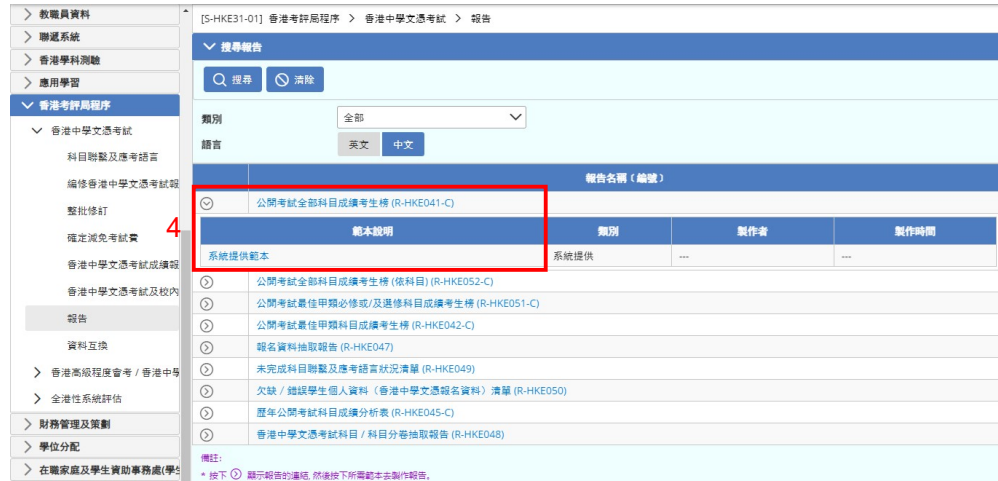 教職員資料
聯遞系統
香港學科測驗
應用學習
香港考評局程序
香港中學文憑考試
科目聯繫及應考語言
編修香港中學文憑考試報
整批修訂
確定減免考試費
香港中學文憑考試成績報
香港中學文憑考試及校內
報告
資料互換
香港高級程度會考 / 香港中學
全港性系統評估
財務管理及策劃
學位分配
在職家庭及學生資助事務處(學生
[S-HKE31-01] 香港考評局程序 > 香港中學文憑考試 > 報告
搜尋報告
搜尋 清除
類別 全部
語言 英文 中文
報告名稱 ( 編號 )
公開考試全部科目成績考生榜 (R-HKE041-C)
4
範本說明 類別 製作者 製作時間
系統提供範本 系統提供 --- ---
公開考試全部科目成績考生榜 (依科目) (R-HKE052-C)
公開考試最佳甲類必修或/及選修科目成績考生榜 (R-HKE051-C)
公開考試最佳甲類科目成績考生榜 (R-HKE042-C)
報名資料抽取報告 (R-HKE047)
未完成科目聯繫及應考語言狀況清單 (R-HKE049)
欠缺 / 錯誤學生個人資料（香港中學文憑報名資料）清單 (R-HKE050)
歷年公開考試科目成績分析表 (R-HKE045-C)
香港中學文憑考試科目 / 科目分卷抽取報告 (R-HKE048)
備註:
* 按下 顯示報告的連結, 然後按下所需範本去製作報告。